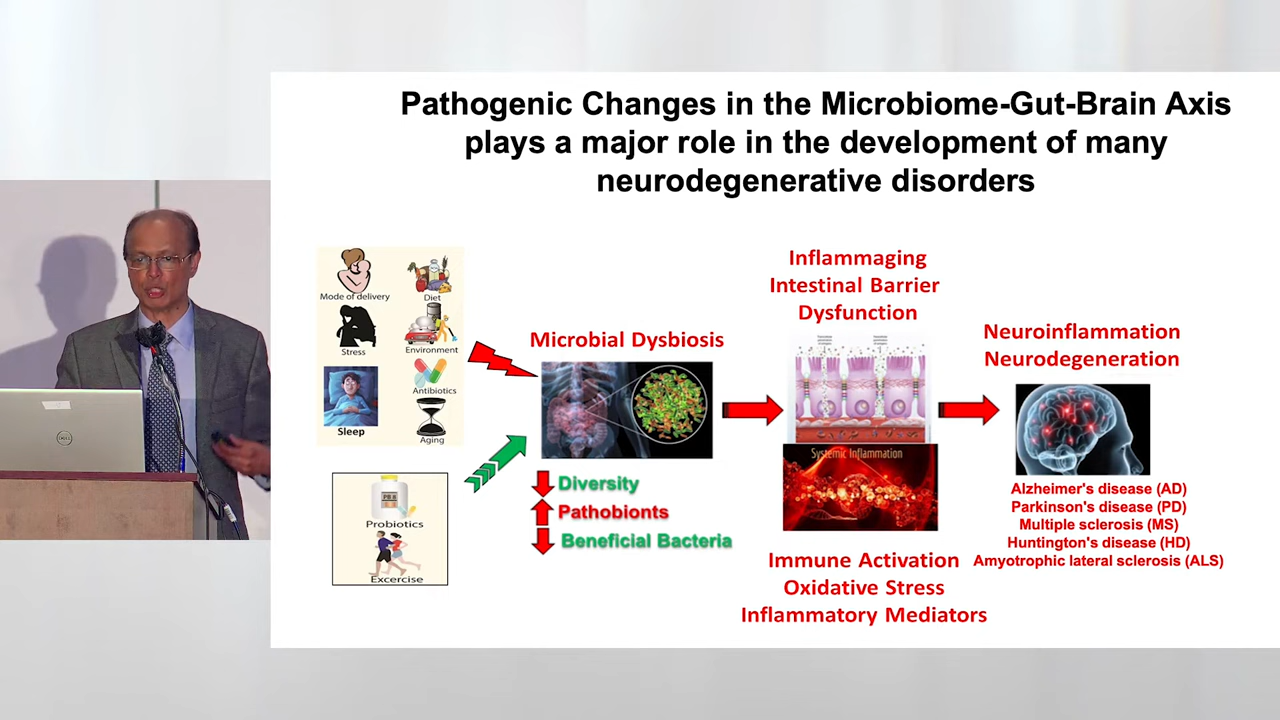 Pathogenic Changes in the Microbiome-Gut-Brain Axis
plays a major role in the development of many
neurodegenerative disorders
Mode of delivery
Diet
Stress
Environment
Antibiotics
Sleep
Aging
Probiotics
Excercise
Microbial Dysbiosis
Diversity
Pathobionts
Beneficial Bacteria
Inflammaging
Intestinal Barrier
Dysfunction
Systemic Inflammation
Immune Activation
Oxidative Stress
Inflammatory Mediators
Neuroinflammation
Neurodegeneration
Alzheimer's disease (AD)
Parkinson's disease (PD)
Multiple sclerosis (MS)
Huntington's disease (HD)
Amyotrophic lateral sclerosis (ALS)
DELL